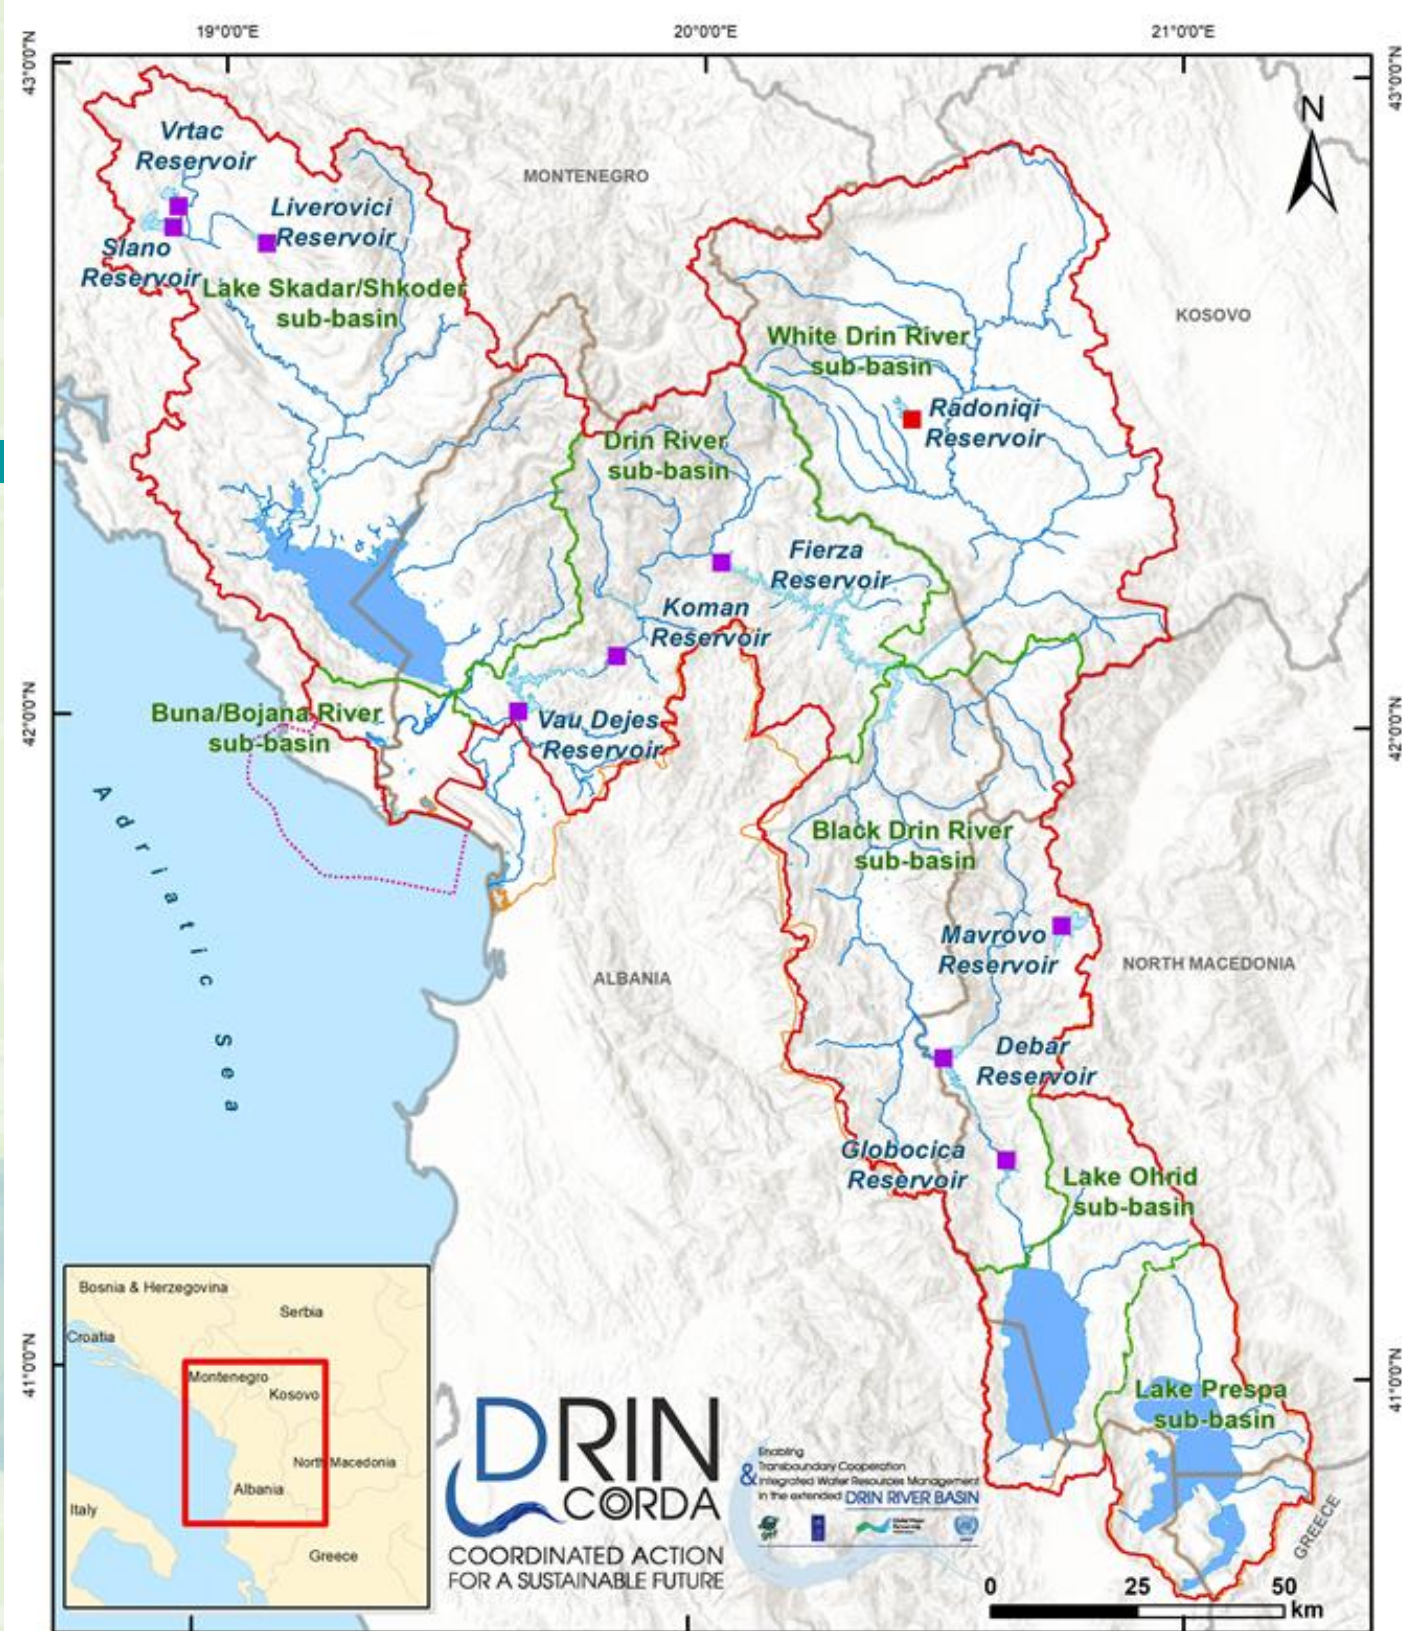 19°0'0"E
20°0'0"E
21°0'0"E
43°0'0"N
43°0'0"N
N
Vrtac
Reservoir
MONTENEGRO
Liverovici
Reservoir
Slano
Reservoir
Lake Skadar/Shkoder
sub-basin
KOSOVO
White Drin River
sub-basin
Radoniqi
Reservoir
Drin River
sub-basin
Fierza
Reservoir
Koman
Reservoir
42°0'0"N
42°0'0"N
Buna/Bojana River
sub-basin
Vau Dejes
Reservoir
Adriatic Sea
Black Drin River
sub-basin
Mavrovo
Reservoir
NORTH MACEDONIA
ALBANIA
Debar
Reservoir
Globocica
Reservoir
Lake Ohrid
sub-basin
41°0'0"N
41°0'0"N
Lake Prespa
sub-basin
GREECE
Bosnia & Herzegovina
Serbia
Croatia
Montenegro
Kosovo
North Macedonia
Albania
Italy
Greece
DRIN
CORDA
COORDINATED ACTION
FOR A SUSTAINABLE FUTURE
Enabling
Transboundary Cooperation
& Integrated Water Resources Management
in the extended DRIN RIVER BASIN
0 25 50
km